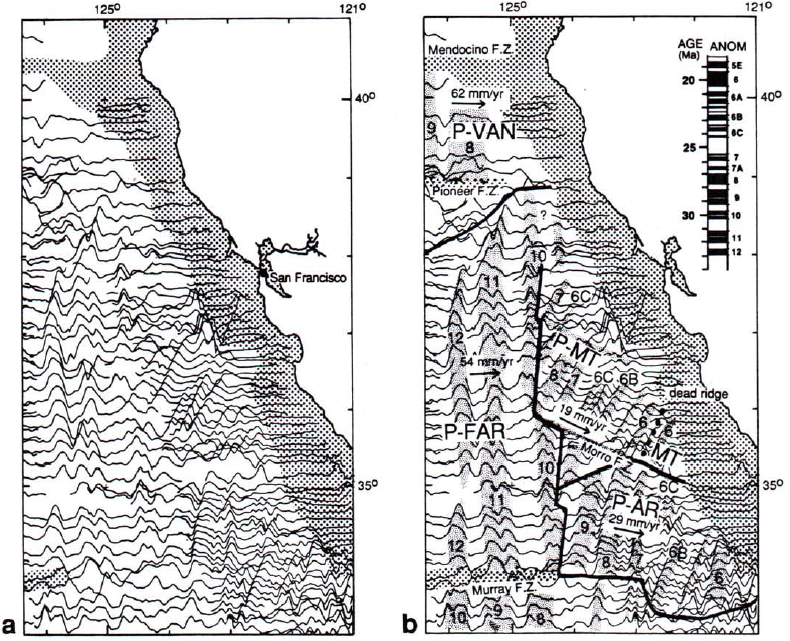 125°
121°
San Francisco
a
125°
121°
40°
35°
Mendocino F.Z.
AGE ANOM
(Ma)
5E
20 6
6A
6B
6C
25
7
7A
8
9
30 10
11
12
40°
62 mm/yr
9 P-VAN
8
Pioneer F.Z.
?
10
11
7 6C
12
P-MT
54 mm/yr
8 7 6C 6B
dead ridge
19 mm/yr
6
6
P-FAR
Morro F.Z.
MT
10
6C
35°
11
P-AR
29 mm/yr
9
12
7
6B
8
6
Murray F.Z.
10 9 8
b